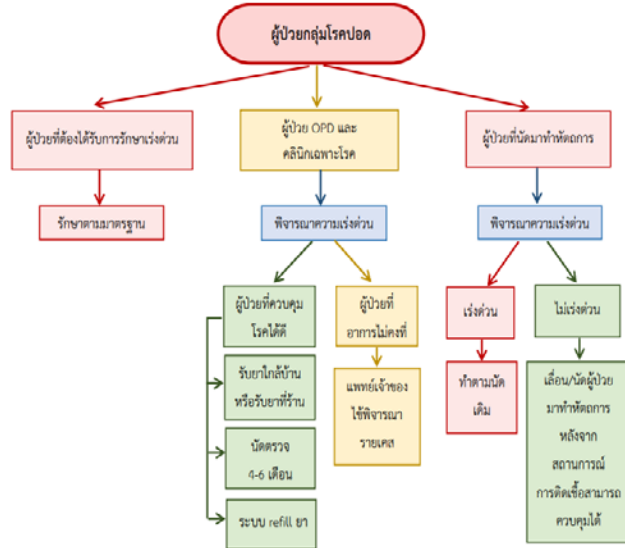 ผู้ป่วยกลุ่มโรคปอด
ผู้ป่วยที่ต้องได้รับการรักษาเร่งด่วน
รักษาตามมาตรฐาน
ผู้ป่วย OPD และ
คลินิกเฉพาะโรค
พิจารณาความเร่งด่วน
ผู้ป่วยที่ควบคุม
โรคได้ดี
รับยาใกล้บ้าน
หรือรับยาที่ร้าน
นัดตรวจ
4-6 เดือน
ระบบ refill ยา
ผู้ป่วยที่
อาการไม่คงที่
แพทย์เจ้าของ
ไข้พิจารณา
รายเคส
ผู้ป่วยที่นัดมาทำหัตถการ
พิจารณาความเร่งด่วน
เร่งด่วน
ทำตามนัด
เดิม
ไม่เร่งด่วน
เลื่อน/นัดผู้ป่วย
มาทำหัตถการ
หลังจาก
สถานการณ์
การติดเชื้อสามารถ
ควบคุมได้